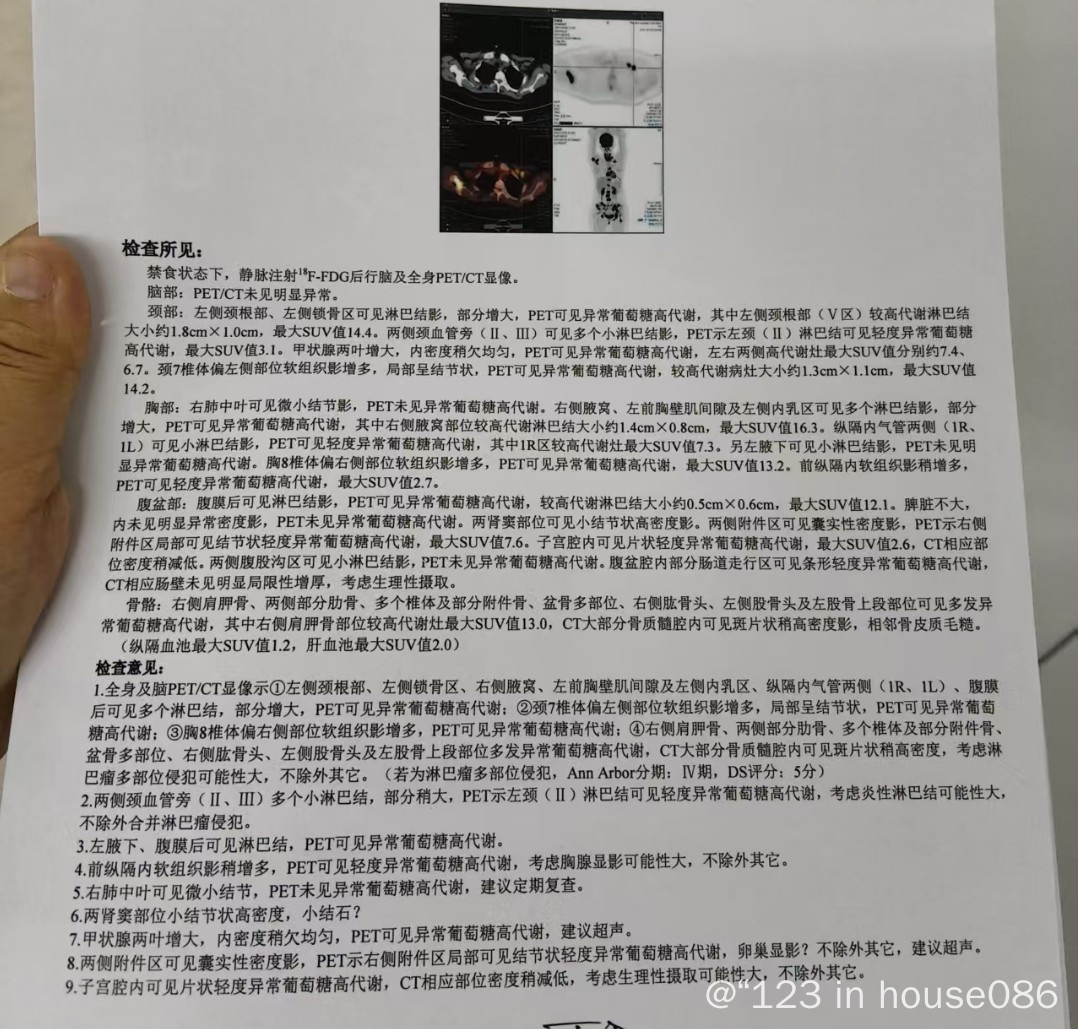 检查所见：
禁食状态下，静脉注射¹⁸F-FDG后行脑及全身PET/CT显像。
脑部：PET/CT未见明显异常。
颈部：左侧颈根部、左侧锁骨区可见淋巴结影，部分增大，PET可见异常葡萄糖高代谢，其中左侧颈根部（Ⅴ区）较高代谢淋巴结
大小约1.8cm×1.0cm，最大SUV值14.4。两侧颈血管旁（Ⅱ、Ⅲ）可见多个小淋巴结影，PET示左颈（Ⅱ）淋巴结可见轻度异常葡萄糖
高代谢，最大SUV值3.1。甲状腺两叶增大，内密度稍欠均匀，PET可见异常葡萄糖高代谢，左右两侧高代谢灶最大SUV值分别约7.4、
6.7。颈7椎体偏左侧部位软组织影增多，局部呈结节状，PET可见异常葡萄糖高代谢，较高代谢病灶大小约1.3cm×1.1cm，最大SUV值
14.2。
胸部：右肺中叶可见微小结节影，PET未见异常葡萄糖高代谢。右侧腋窝、左前胸壁肌间隙及左侧内乳区可见多个淋巴结影，部分
增大，PET可见异常葡萄糖高代谢，其中右侧腋窝部位较高代谢淋巴结大小约1.4cm×0.8cm，最大SUV值16.3。纵隔内气管两侧（1R、
1L）可见小淋巴结影，PET可见轻度异常葡萄糖高代谢，其中1R区较高代谢灶最大SUV值7.3。另左腋下可见小淋巴结影，PET未见明
显异常葡萄糖高代谢。胸8椎体偏右侧部位软组织影增多，PET可见异常葡萄糖高代谢，最大SUV值13.2。前纵隔内软组织影稍增多，
PET可见轻度异常葡萄糖高代谢，最大SUV值2.7。
腹盆部：腹膜后可见淋巴结影，PET可见异常葡萄糖高代谢，较高代谢淋巴结大小约0.5cm×0.6cm，最大SUV值12.1。脾脏不大，
内未见明显异常密度影，PET未见异常葡萄糖高代谢。两肾窦部位可见小结节状高密度影。两侧附件区可见囊实性密度影，PET示右侧
附件区局部可见结节状轻度异常葡萄糖高代谢，最大SUV值7.6。子宫腔内可见片状轻度异常葡萄糖高代谢，最大SUV值2.6，CT相应部
位密度稍减低。两侧腹股沟区可见小淋巴结影，PET未见异常葡萄糖高代谢。腹盆腔内部分肠道走行区可见条形轻度异常葡萄糖高代谢，
CT相应肠壁未见明显局限性增厚，考虑生理性摄取。
骨骼：右侧肩胛骨、两侧部分肋骨、多个椎体及部分附件骨、盆骨多部位、右侧肱骨头、左侧股骨头及左股骨上段部位可见多发异
常葡萄糖高代谢，其中右侧肩胛骨部位较高代谢灶最大SUV值13.0，CT大部分骨质髓腔内可见斑片状稍高密度影，相邻骨皮质毛糙。
（纵隔血池最大SUV值1.2，肝血池最大SUV值2.0）
检查意见：
1.全身及脑PET/CT显像示①左侧颈根部、左侧锁骨区、右侧腋窝、左前胸壁肌间隙及左侧内乳区、纵隔内气管两侧（1R、1L）、腹膜
后可见多个淋巴结，部分增大，PET可见异常葡萄糖高代谢；②颈7椎体偏左侧部位软组织影增多，局部呈结节状，PET可见异常葡萄
糖高代谢；③胸8椎体偏右侧部位软组织影增多，PET可见异常葡萄糖高代谢；④右侧肩胛骨、两侧部分肋骨、多个椎体及部分附件骨、
盆骨多部位、右侧肱骨头、左侧股骨头及左股骨上段部位多发异常葡萄糖高代谢，CT大部分骨质髓腔内可见斑片状稍高密度，考虑淋
巴瘤多部位侵犯可能性大，不除外其它。（若为淋巴瘤多部位侵犯，Ann Arbor分期：Ⅳ期，DS评分：5分）
2.两侧颈血管旁（Ⅱ、Ⅲ）多个小淋巴结，部分稍大，PET示左颈（Ⅱ）淋巴结可见轻度异常葡萄糖高代谢，考虑炎性淋巴结可能性大，
不除外合并淋巴瘤侵犯。
3.左腋下、腹膜后可见淋巴结，PET可见异常葡萄糖高代谢。
4.前纵隔内软组织影稍增多，PET可见轻度异常葡萄糖高代谢，考虑胸腺显影可能性大，不除外其它。
5.右肺中叶可见微小结节，PET未见异常葡萄糖高代谢，建议定期复查。
6.两肾窦部位小结节状高密度，小结石？
7.甲状腺两叶增大，内密度稍欠均匀，PET可见异常葡萄糖高代谢，建议超声。
8.两侧附件区可见囊实性密度影，PET示右侧附件区局部可见结节状轻度异常葡萄糖高代谢，卵巢显影？不除外其它，建议超声。
9.子宫腔内可见片状轻度异常葡萄糖高代谢，CT相应部位密度稍减低，考虑生理性摄取可能性大，不除外其它。
@“123 in house086